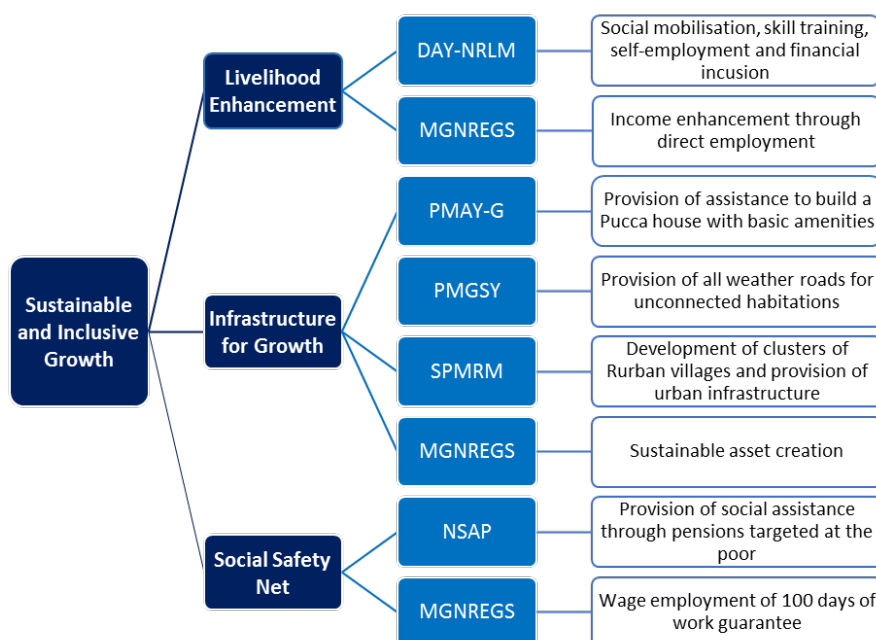 Sustainable
and Inclusive
Growth
Livelihood
Enhancement
DAY-NRLM
Social mobilisation, skill training,
self-employment and financial
incusion
MGNREGS
Income enhancement through
direct employment
Infrastructure
for Growth
PMAY-G
Provision of assistance to build a
Pucca house with basic amenities
PMGSY
Provision of all weather roads for
unconnected habitations
SPMRM
Development of clusters of
Rurban villages and provision of
urban infrastructure
MGNREGS
Sustainable asset creation
Social Safety
Net
NSAP
Provision of social assistance
through pensions targeted at the
poor
MGNREGS
Wage employment of 100 days of
work guarantee